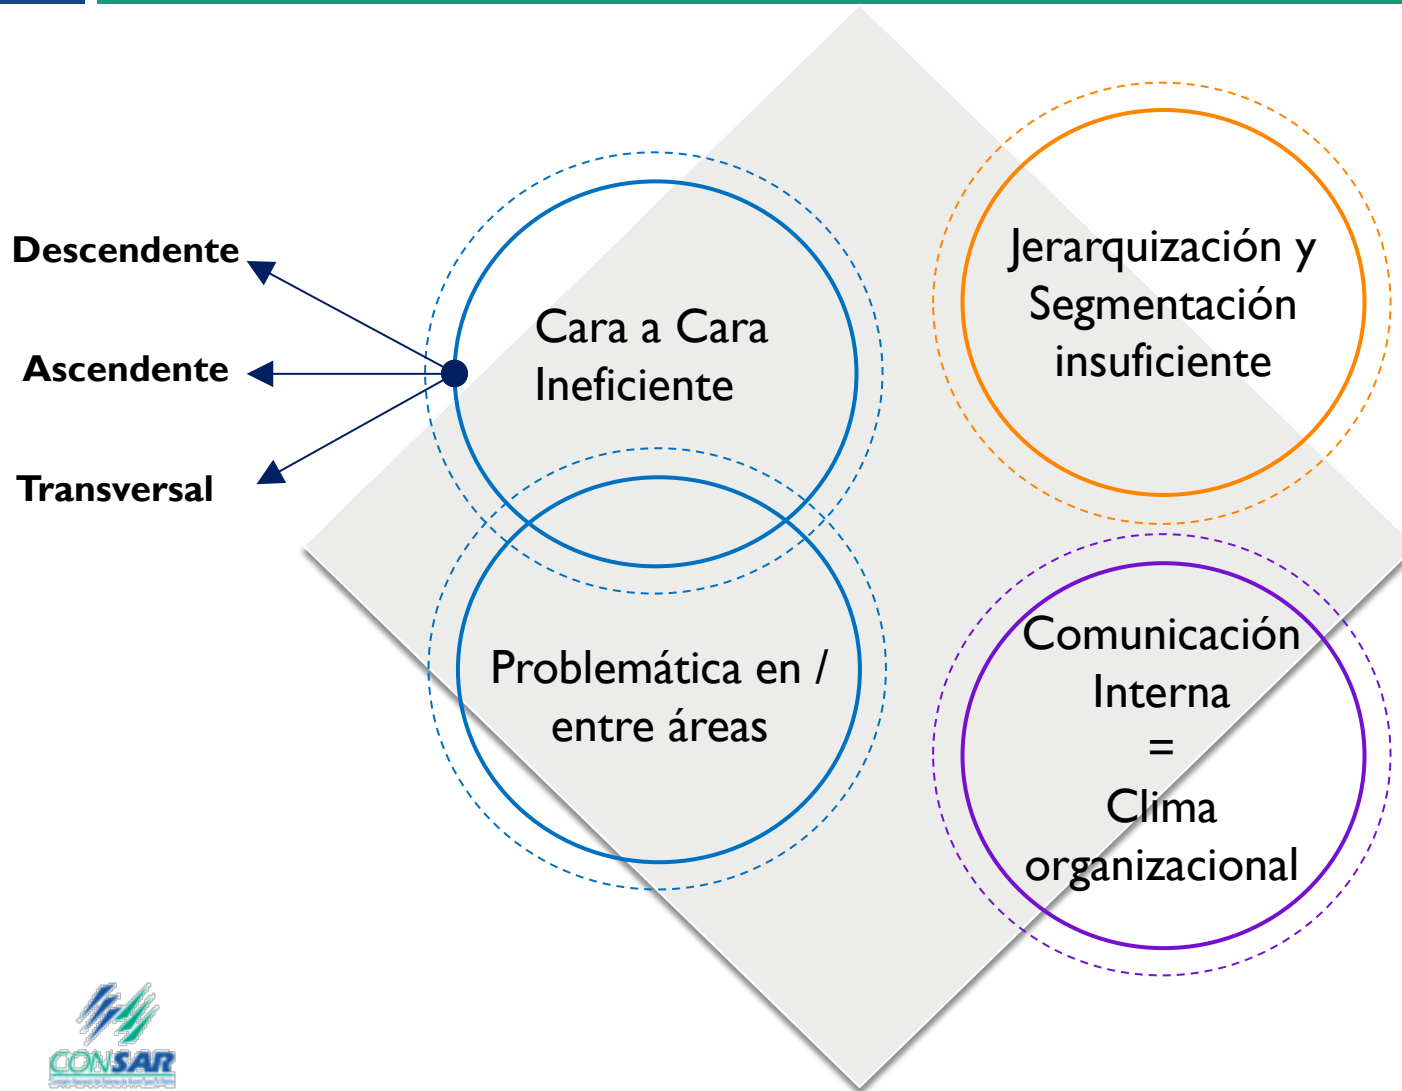 Descendente
Ascendente
Transversal
Cara a Cara
Ineficiente
Problemática en /
entre áreas
Jerarquización y
Segmentación
insuficiente
Comunicación
Interna
=
Clima
organizacional
CONSAR